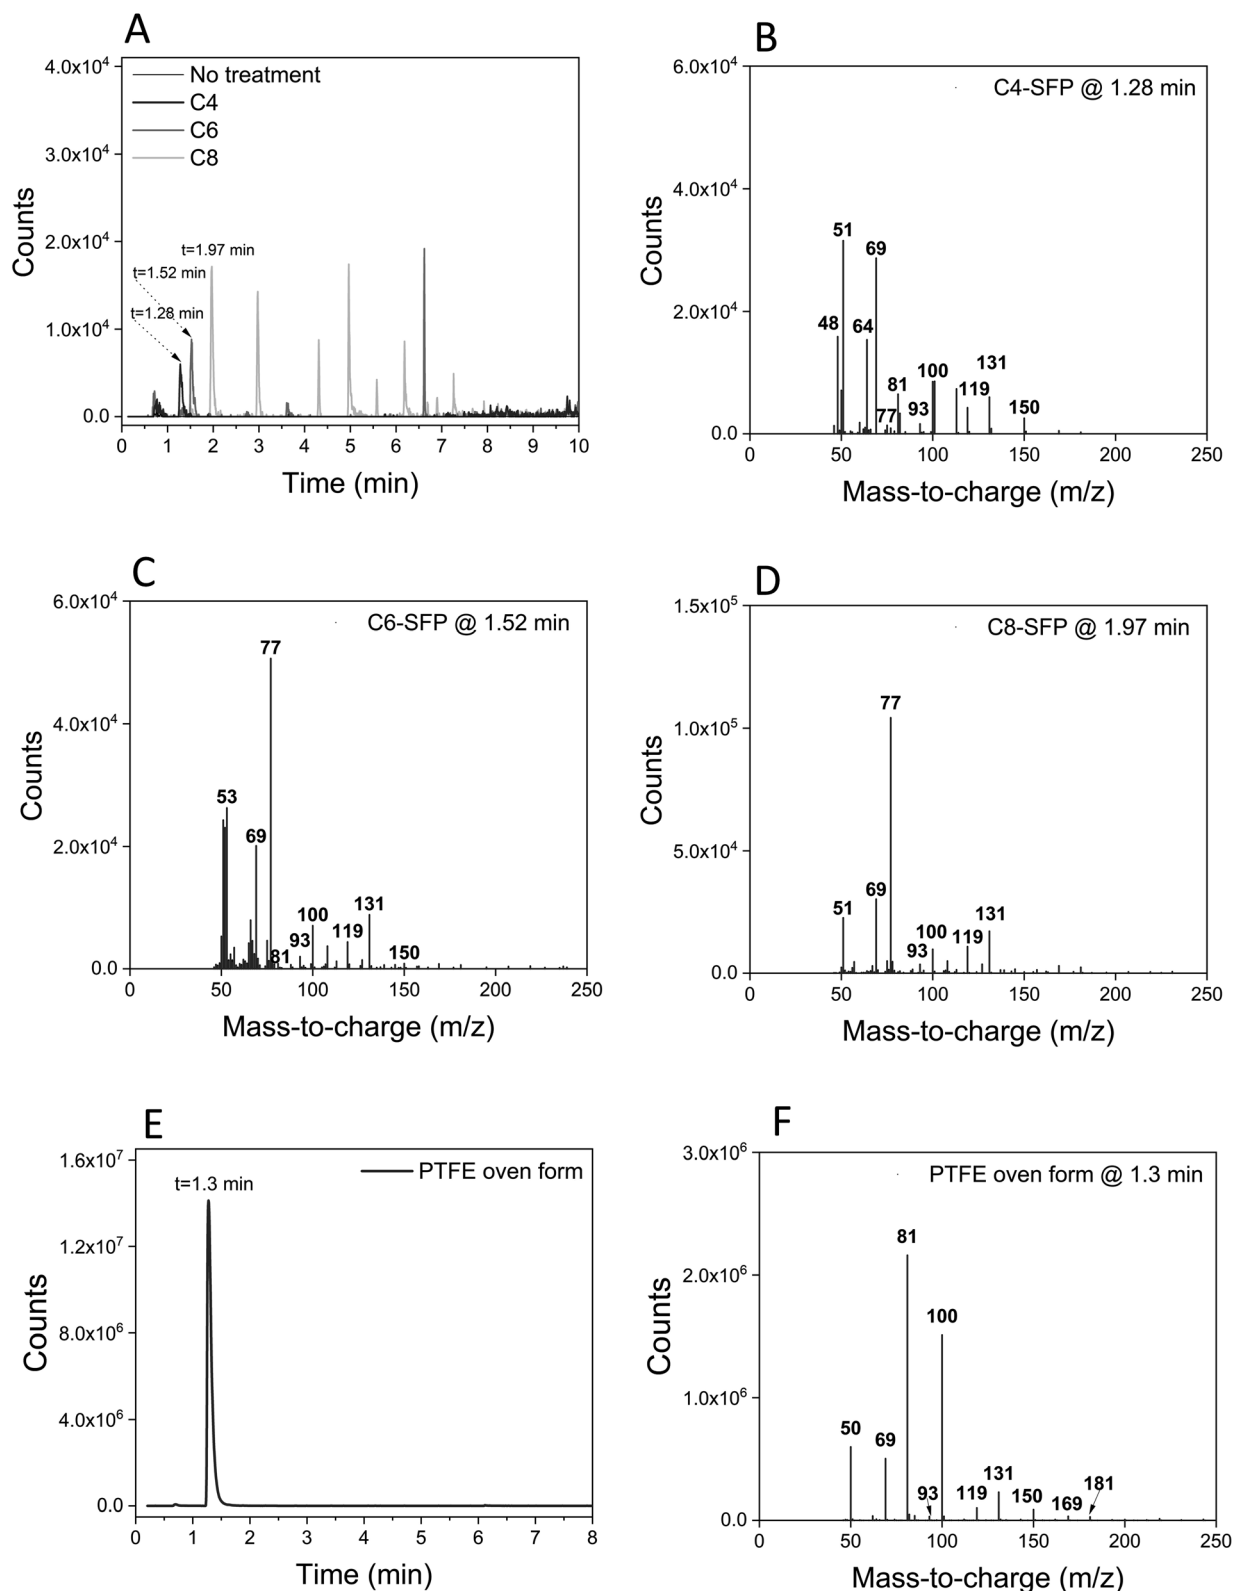 A
4.0x10⁴
3.0x10⁴
2.0x10⁴
1.0x10⁴
0.0
Counts
No treatment
C4
C6
C8
t=1.97 min
t=1.52 min
t=1.28 min
0 1 2 3 4 5 6 7 8 9 10
Time (min)
B
6.0x10⁴
4.0x10⁴
2.0x10⁴
0.0
Counts
C4-SFP @ 1.28 min
51
69
48 64
131
100
81 119
93
77 150
0 50 100 150 200 250
Mass-to-charge (m/z)
C
6.0x10⁴
4.0x10⁴
2.0x10⁴
0.0
Counts
C6-SFP @ 1.52 min
77
53
69
131
100
119
93
81 150
0 50 100 150 200 250
Mass-to-charge (m/z)
D
1.5x10⁵
1.0x10⁵
5.0x10⁴
0.0
Counts
C8-SFP @ 1.97 min
77
69
51 131
100 119
93
0 50 100 150 200 250
Mass-to-charge (m/z)
E
1.6x10⁷
1.2x10⁷
8.0x10⁶
4.0x10⁶
0.0
Counts
PTFE oven form
t=1.3 min
0 1 2 3 4 5 6 7 8
Time (min)
F
3.0x10⁶
2.0x10⁶
1.0x10⁶
0.0
Counts
PTFE oven form @ 1.3 min
81
100
50
69
131 181
93 119 150 169
0 50 100 150 200 250
Mass-to-charge (m/z)